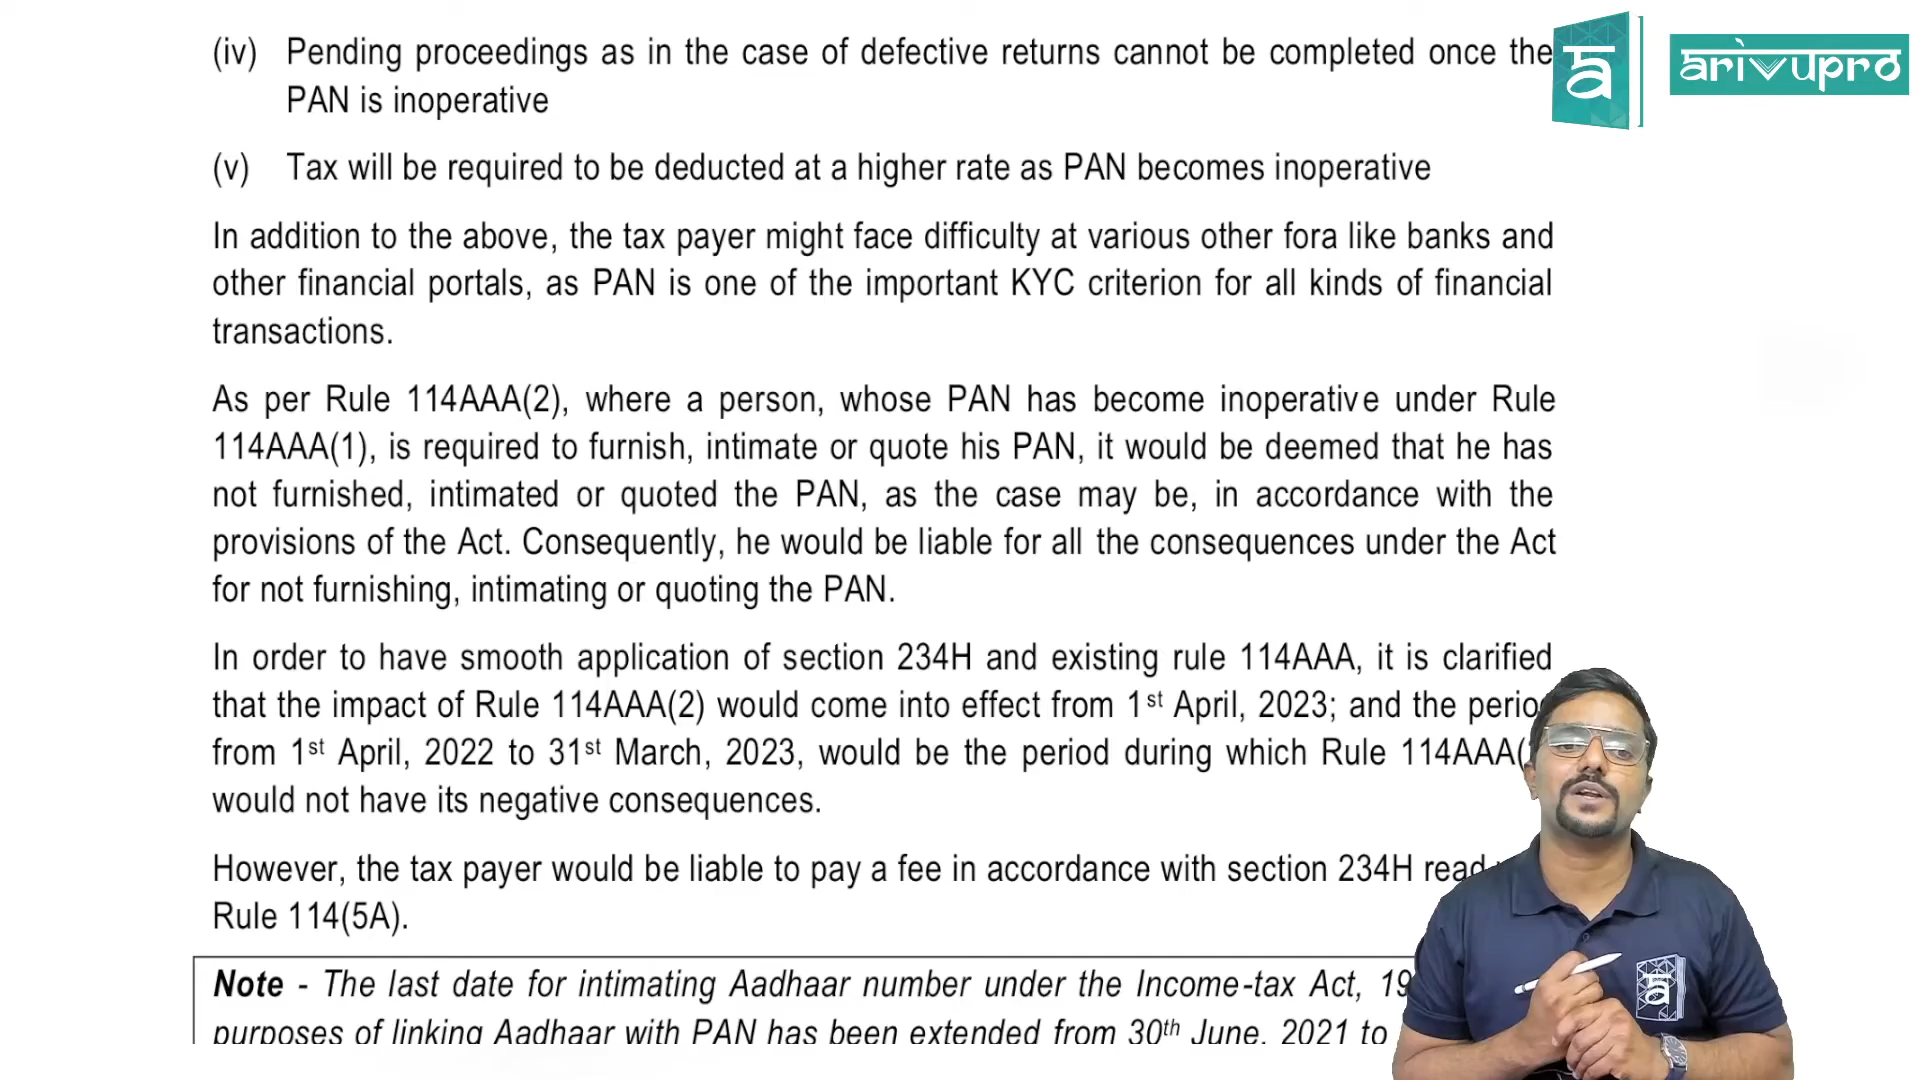 (iv) Pending proceedings as in the case of defective returns cannot be completed once the
PAN is inoperative
(v) Tax will be required to be deducted at a higher rate as PAN becomes inoperative
In addition to the above, the tax payer might face difficulty at various other fora like banks and
other financial portals, as PAN is one of the important KYC criterion for all kinds of financial
transactions.
As per Rule 114AAA(2), where a person, whose PAN has become inoperative under Rule
114AAA(1), is required to furnish, intimate or quote his PAN, it would be deemed that he has
not furnished, intimated or quoted the PAN, as the case may be, in accordance with the
provisions of the Act. Consequently, he would be liable for all the consequences under the Act
for not furnishing, intimating or quoting the PAN.
In order to have smooth application of section 234H and existing rule 114AAA, it is clarified
that the impact of Rule 114AAA(2) would come into effect from 1st April, 2023; and the
from 1st April, 2022 to 31st March, 2023, would be the period during which Rule
would not have its negative consequences.
However, the tax payer would be liable to pay a fee in accordance with section 234H read
Rule 114(5A).
Note - The last date for intimating Aadhaar number under the Income-tax Act,
purposes of linking Aadhaar with PAN has been extended from 30th June, 2021 to
arivupro